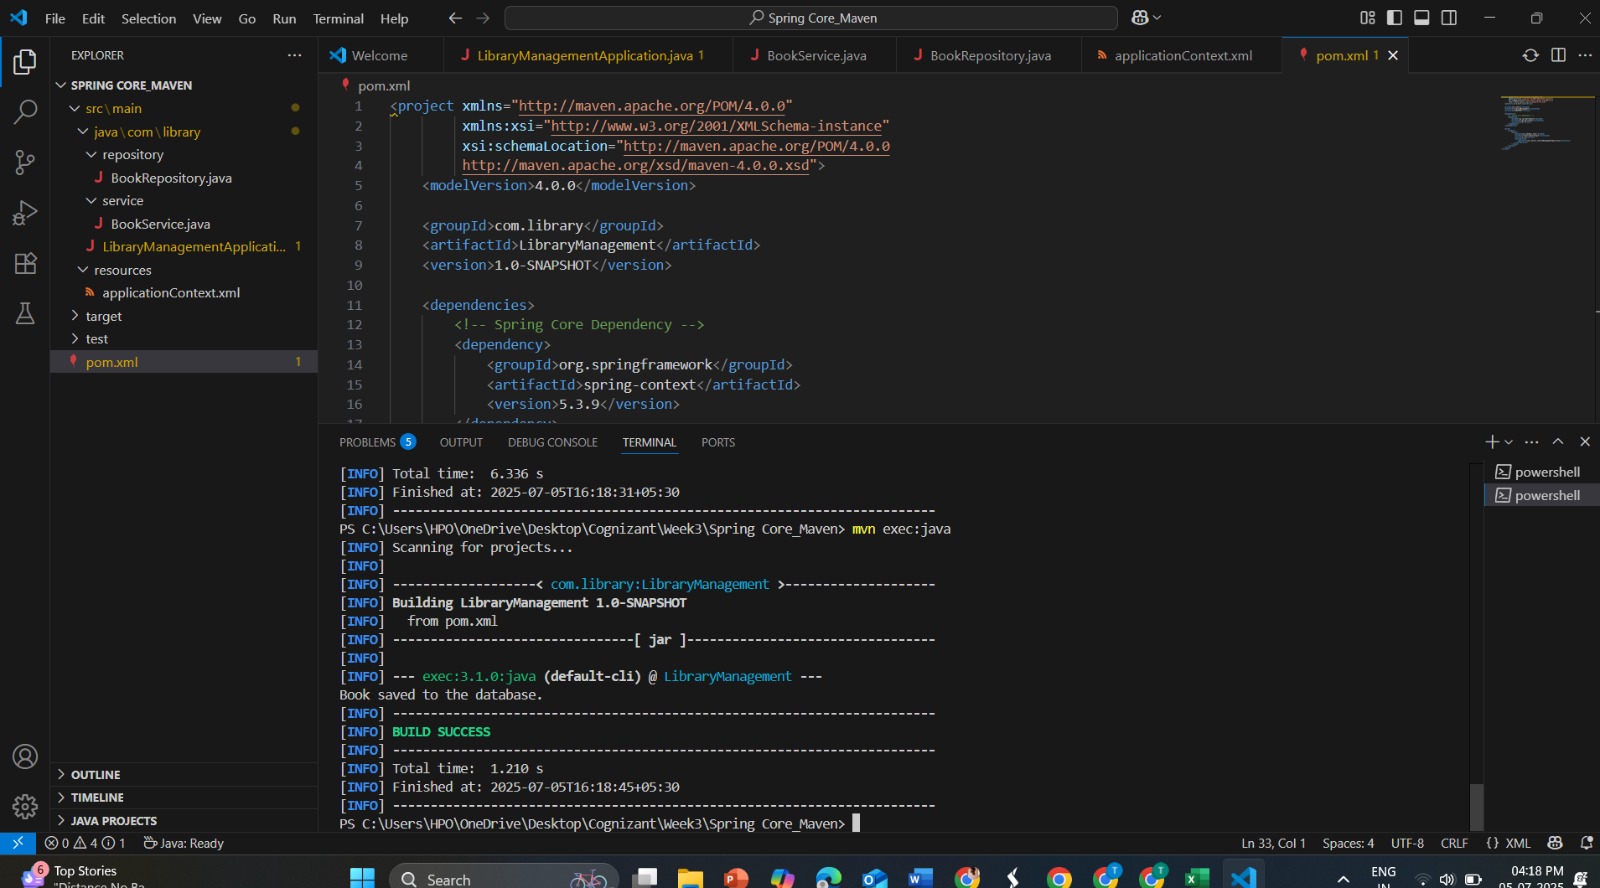 File Edit Selection View Go Run Terminal Help
Spring Core_Maven
EXPLORER
SPRING CORE_MAVEN
src\main
java\com\library
repository
BookRepository.java
service
BookService.java
LibraryManagementApplicati... 1
resources
applicationContext.xml
target
test
pom.xml 1
OUTLINE
TIMELINE
JAVA PROJECTS
Welcome LibraryManagementApplication.java 1 BookService.java BookRepository.java applicationContext.xml pom.xml 1
pom.xml
1 <project xmlns="http://maven.apache.org/POM/4.0.0"
2 xmlns:xsi="http://www.w3.org/2001/XMLSchema-instance"
3 xsi:schemaLocation="http://maven.apache.org/POM/4.0.0
4 http://maven.apache.org/xsd/maven-4.0.0.xsd">
5 <modelVersion>4.0.0</modelVersion>
6
7 <groupId>com.library</groupId>
8 <artifactId>LibraryManagement</artifactId>
9 <version>1.0-SNAPSHOT</version>
10
11 <dependencies>
12 <!-- Spring Core Dependency -->
13 <dependency>
14 <groupId>org.springframework</groupId>
15 <artifactId>spring-context</artifactId>
16 <version>5.3.9</version>
17 </dependency>
PROBLEMS 5 OUTPUT DEBUG CONSOLE TERMINAL PORTS
[INFO] Total time:  6.336 s
[INFO] Finished at: 2025-07-05T16:18:31+05:30
[INFO] ------------------------------------------------------------------------
PS C:\Users\HPO\OneDrive\Desktop\Cognizant\Week3\Spring Core_Maven> mvn exec:java
[INFO] Scanning for projects...
[INFO]
[INFO] --------------------< com.library:LibraryManagement >--------------------
[INFO] Building LibraryManagement 1.0-SNAPSHOT
[INFO]   from pom.xml
[INFO] --------------------------------[ jar ]---------------------------------
[INFO]
[INFO] --- exec:3.1.0:java (default-cli) @ LibraryManagement ---
Book saved to the database.
[INFO] ------------------------------------------------------------------------
[INFO] BUILD SUCCESS
[INFO] ------------------------------------------------------------------------
[INFO] Total time:  1.210 s
[INFO] Finished at: 2025-07-05T16:18:45+05:30
[INFO] ------------------------------------------------------------------------
PS C:\Users\HPO\OneDrive\Desktop\Cognizant\Week3\Spring Core_Maven>
powershell
powershell
0 4 1 Java: Ready Ln 33, Col 1 Spaces: 4 UTF-8 CRLF {} XML
6 Top Stories
Search
ENG
04:18 PM